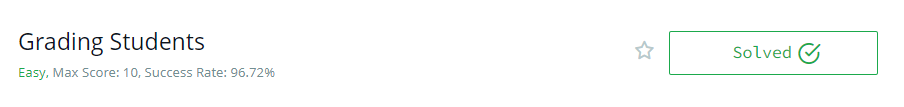 Grading Students
Solved
Easy, Max Score: 10, Success Rate: 96.72%